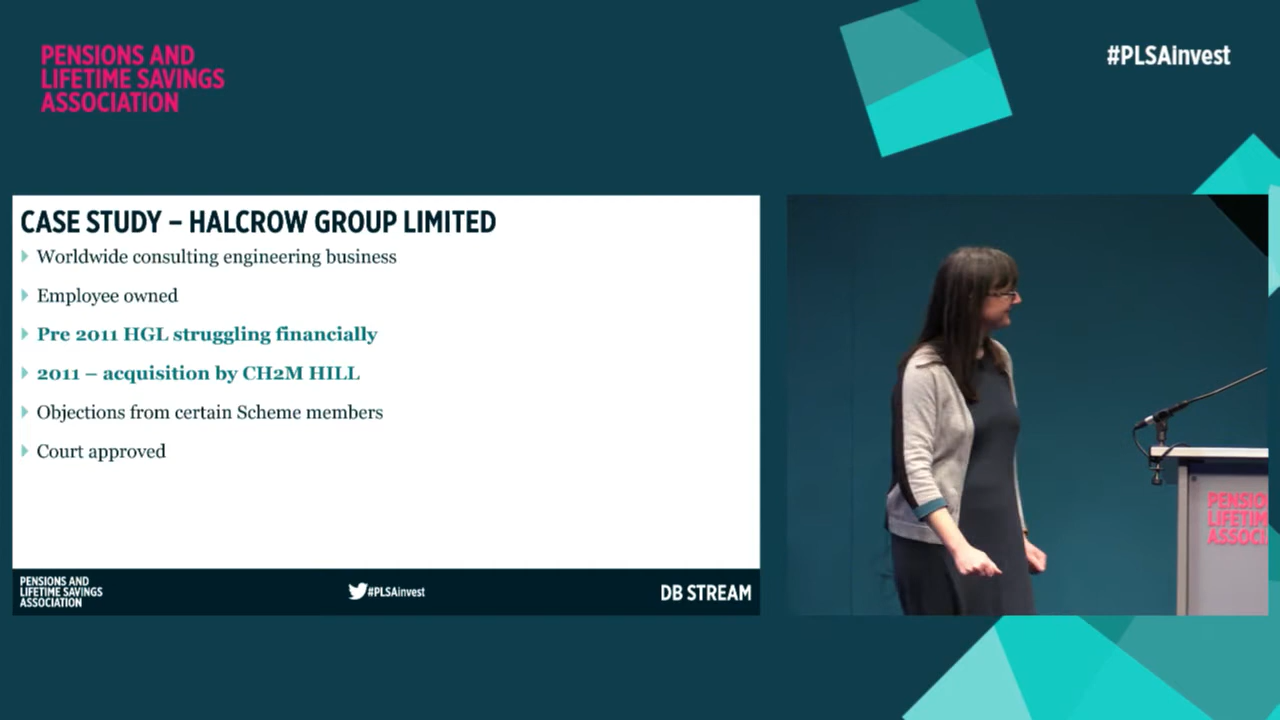 PENSIONS AND
LIFETIME SAVINGS
ASSOCIATION
#PLSAinvest
CASE STUDY – HALCROW GROUP LIMITED
Worldwide consulting engineering business
Employee owned
Pre 2011 HGL struggling financially
2011 – acquisition by CH2M HILL
Objections from certain Scheme members
Court approved
PENSIONS AND
LIFETIME SAVINGS
ASSOCIATION
#PLSAinvest
DB STREAM